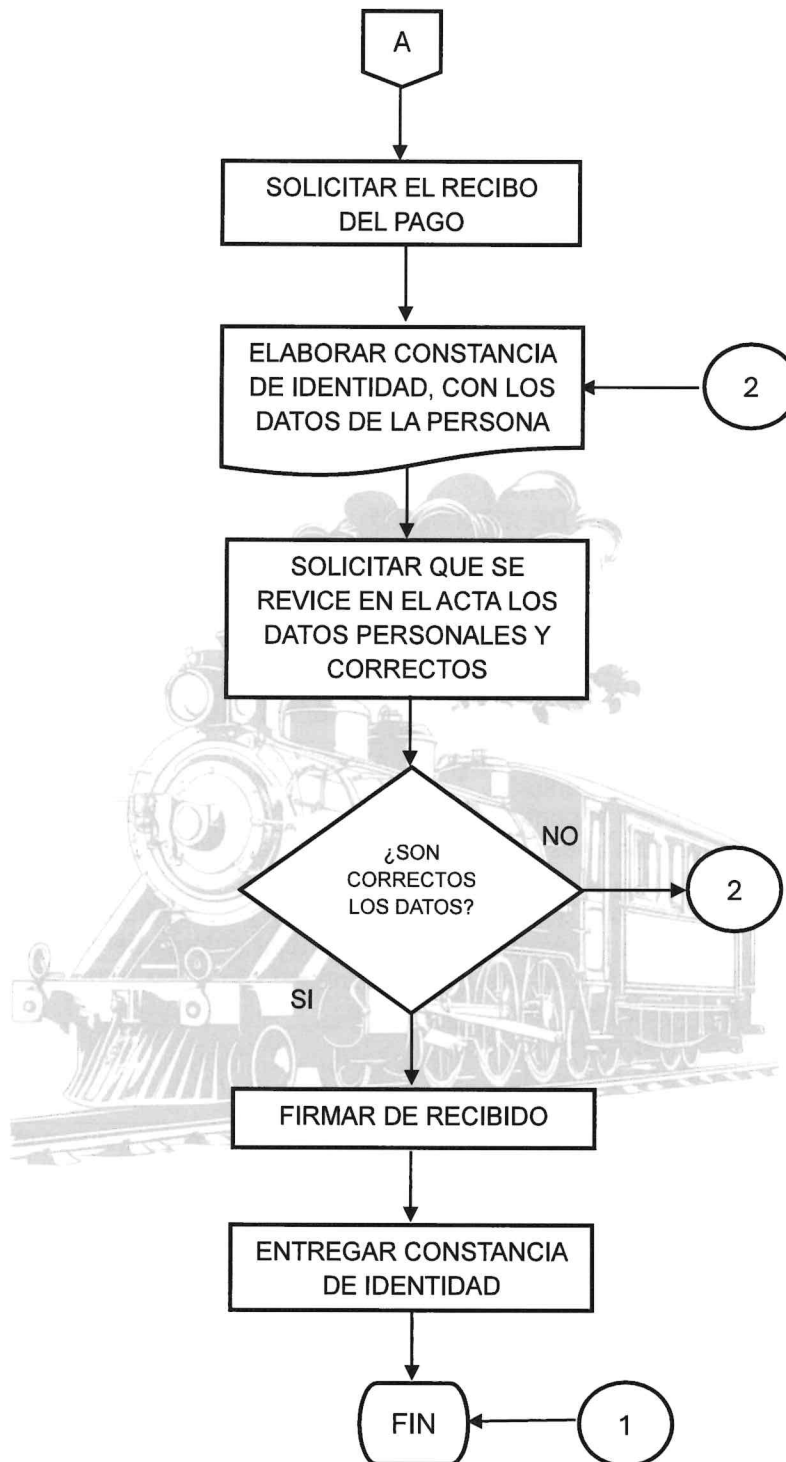 A
SOLICITAR EL RECIBO
DEL PAGO
ELABORAR CONSTANCIA
DE IDENTIDAD, CON LOS
DATOS DE LA PERSONA
2
SOLICITAR QUE SE
REVICE EN EL ACTA LOS
DATOS PERSONALES Y
CORRECTOS
¿SON
CORRECTOS
LOS DATOS?
NO
2
SI
FIRMAR DE RECIBIDO
ENTREGAR CONSTANCIA
DE IDENTIDAD
FIN
1